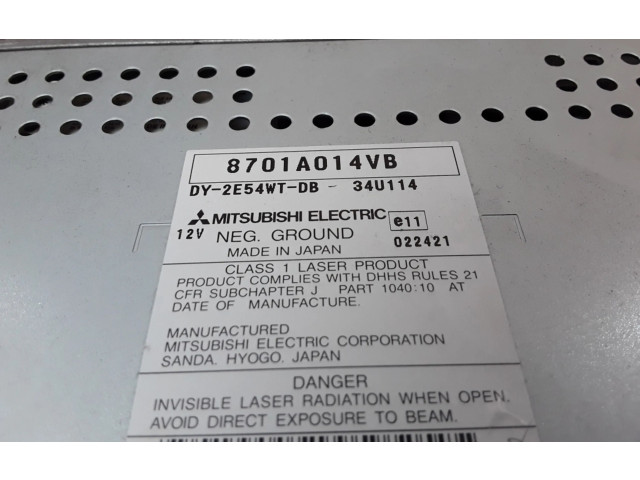 8701A014VB
DY-2E54WT-DB - 34U114
MITSUBISHI ELECTRIC e11
12V NEG. GROUND 022421
MADE IN JAPAN
CLASS 1 LASER PRODUCT
PRODUCT COMPLIES WITH DHHS RULES 21
CFR SUBCHAPTER J PART 1040:10 AT
DATE OF MANUFACTURE.
MANUFACTURED
MITSUBISHI ELECTRIC CORPORATION
SANDA. HYOGO. JAPAN
DANGER
INVISIBLE LASER RADIATION WHEN OPEN.
AVOID DIRECT EXPOSURE TO BEAM.